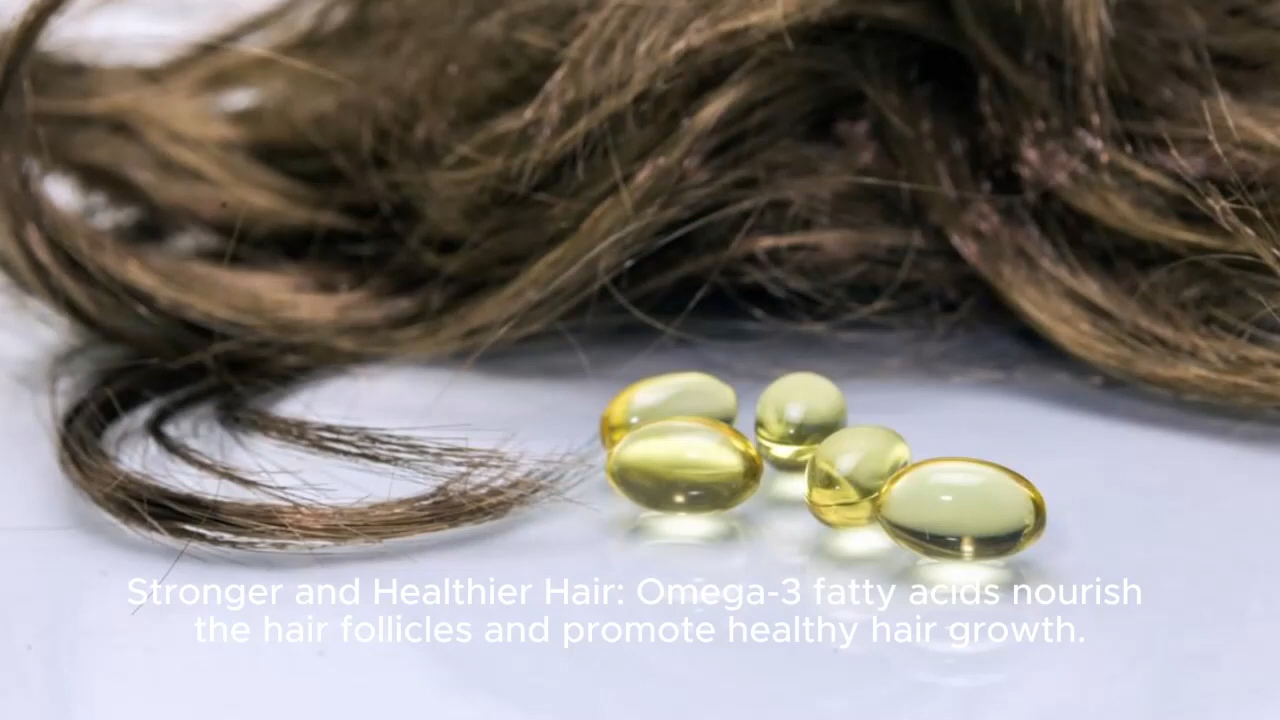 Stronger and Healthier Hair: Omega-3 fatty acids nourish
the hair follicles and promote healthy hair growth.